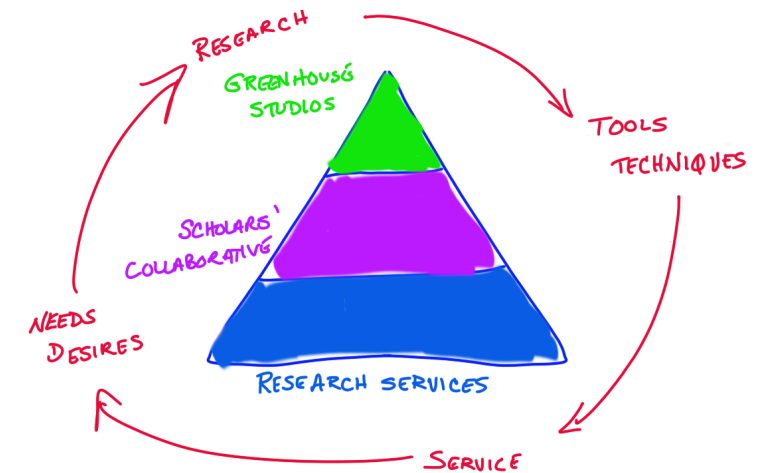 RESEARCH
GREENHOUSE
STUDIOS
TOOLS
TECHNIQUES
SCHOLARS'
COLLABORATIVE
NEEDS
DESIRES
RESEARCH SERVICES
SERVICE